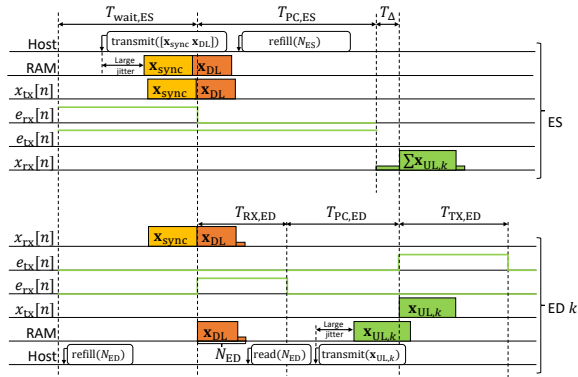 T_wait,ES T_PC,ES T_Δ
Host transmit([x_sync x_DL]) refill(N_ES)
Large jitter
RAM x_sync x_DL
x_tx[n] x_sync x_DL
e_rx[n]
e_tx[n]
x_rx[n] ∑x_UL,k
ES
T_RX,ED T_PC,ED T_TX,ED
x_rx[n] x_sync x_DL
e_tx[n]
e_rx[n]
x_tx[n] x_UL,k
ED k
Large jitter
RAM x_DL x_UL,k
N_ED
Host refill(N_ED) read(N_ED) transmit(x_UL,k)